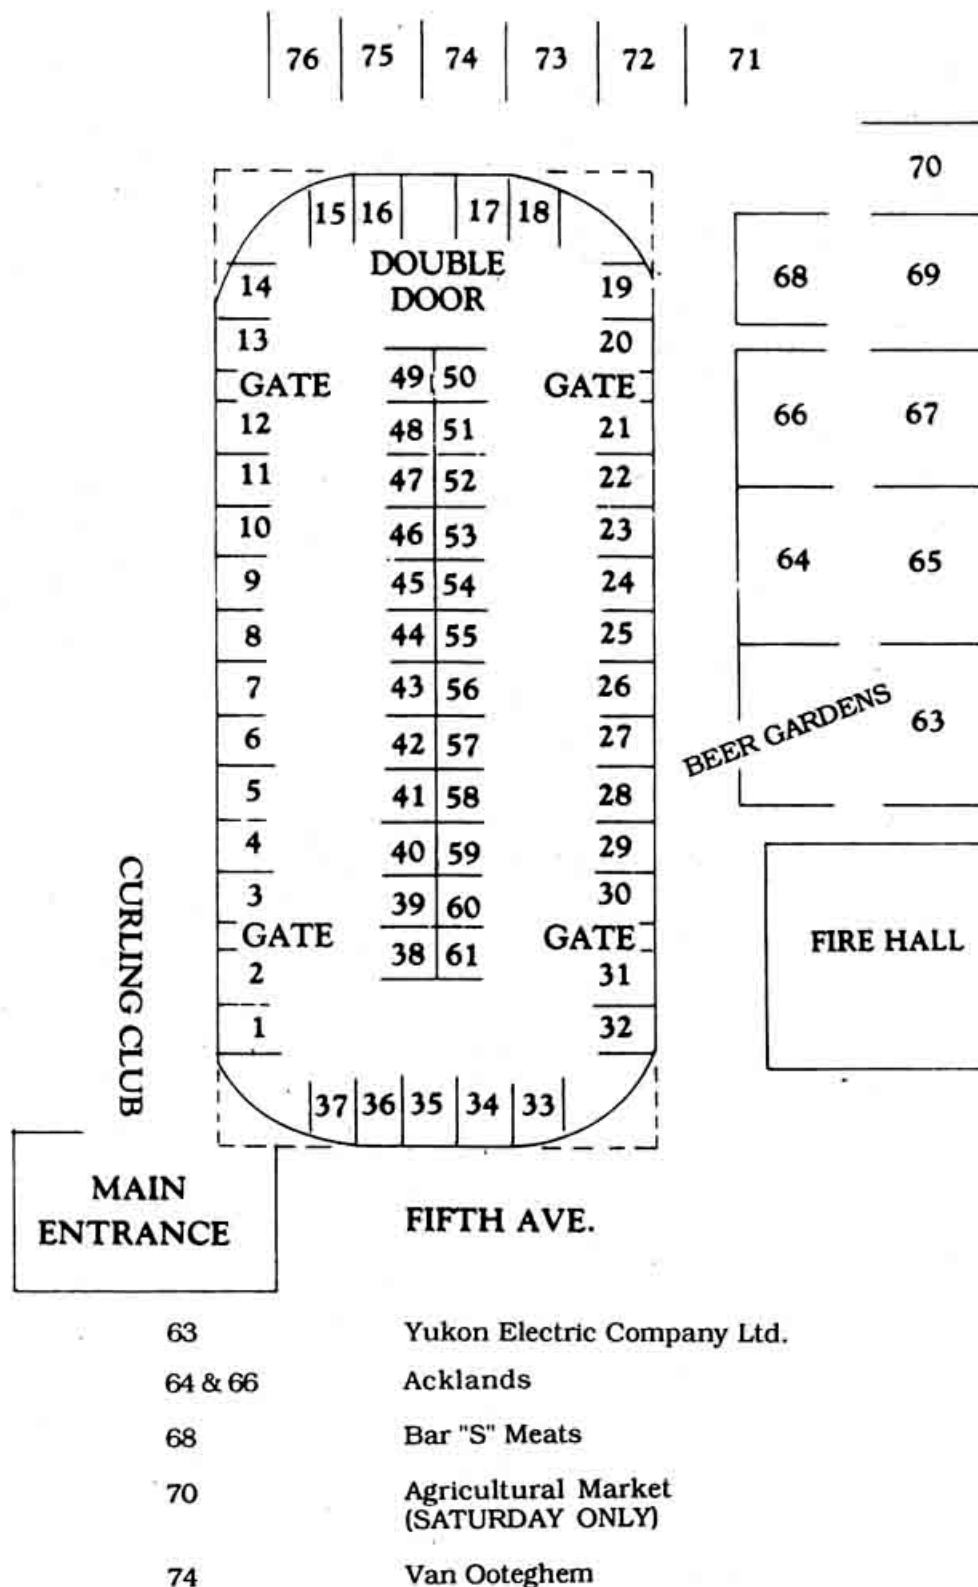 76 75 74 73 72 71
70
15 16 17 18
DOUBLE
DOOR
14 19 68 69
13 20
GATE 49 50 GATE
12 48 51 21 66 67
11 47 52 22
10 46 53 23
9 45 54 24 64 65
8 44 55 25
7 43 56 26
6 42 57 27 BEER GARDENS 63
5 41 58 28
4 40 59 29
3 39 60 30
GATE GATE
2 38 61 31
FIRE HALL
1 32
CURLING CLUB
37 36 35 34 33
MAIN
ENTRANCE
FIFTH AVE.
63 Yukon Electric Company Ltd.
64 & 66 Acklands
68 Bar "S" Meats
70 Agricultural Market
(SATURDAY ONLY)
74 Van Ooteghem